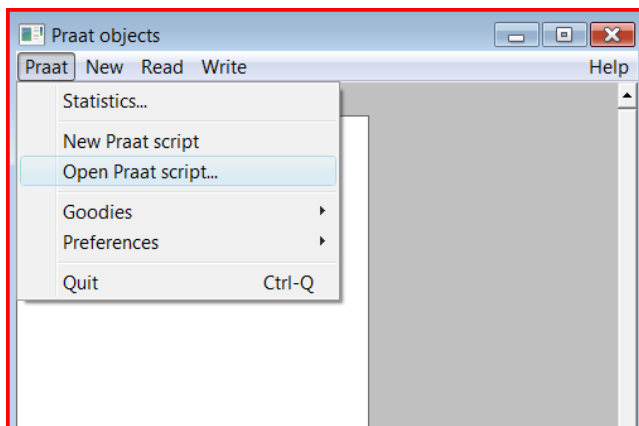 Praat objects
Praat New Read Write Help
Statistics...
New Praat script
Open Praat script...
Goodies
Preferences
Quit Ctrl-Q